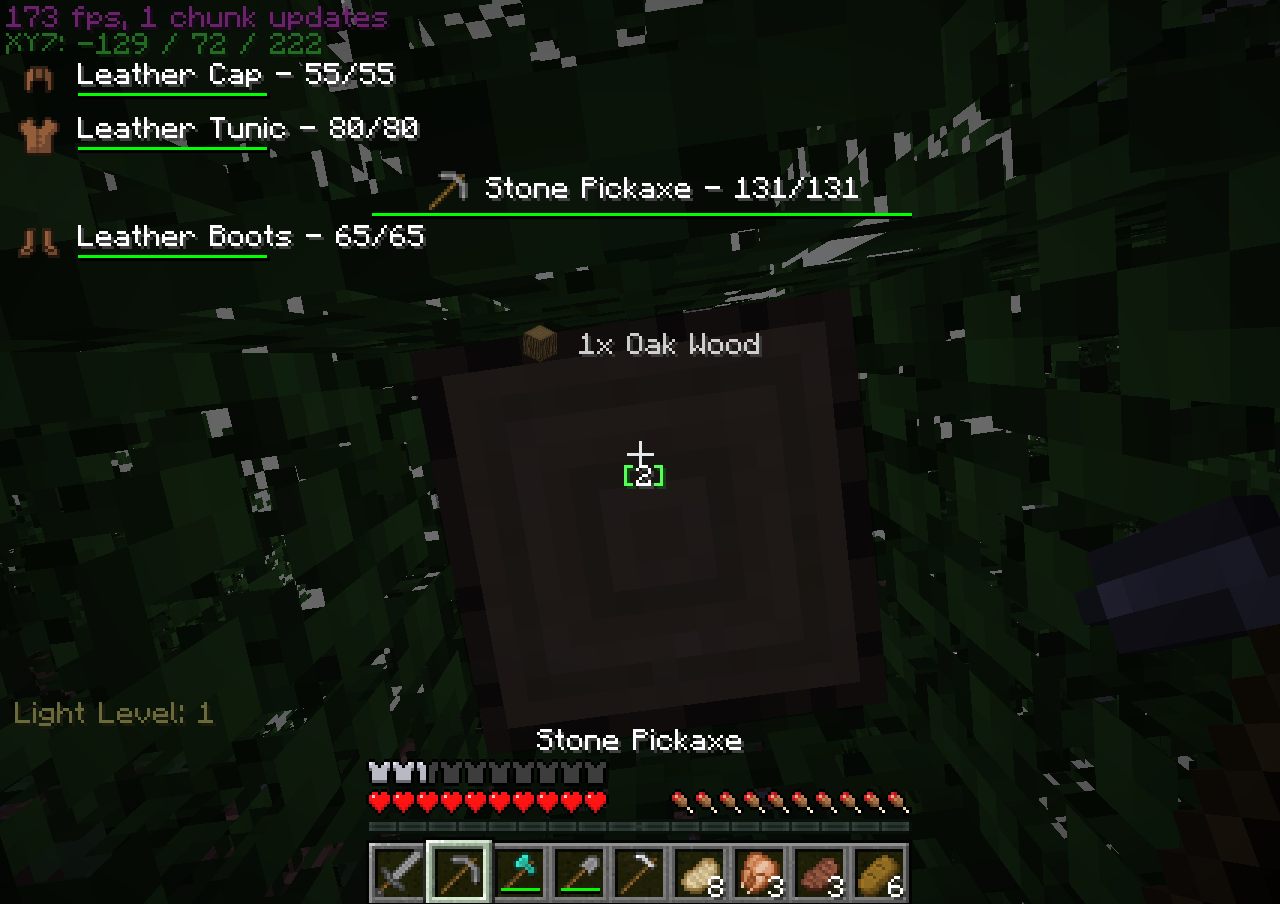 173 fps, 1 chunk updates
XYZ: -129 / 72 / 222
Leather Cap - 55/55
Leather Tunic - 80/80
Stone Pickaxe - 131/131
Leather Boots - 65/65
1x Oak Wood
[2]
Light Level: 1
Stone Pickaxe
8 3 3 6